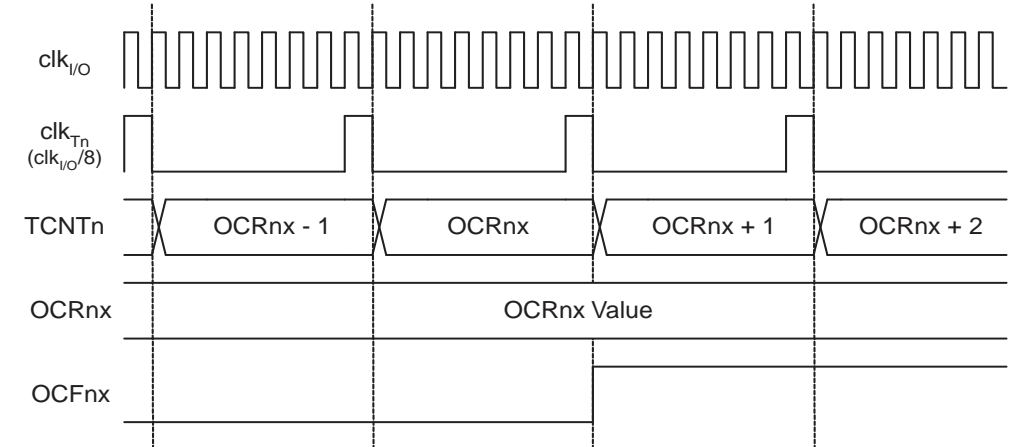 clkI/O
clkTn
(clkI/O/8)
TCNTn OCRnx - 1 OCRnx OCRnx + 1 OCRnx + 2
OCRnx OCRnx Value
OCFnx